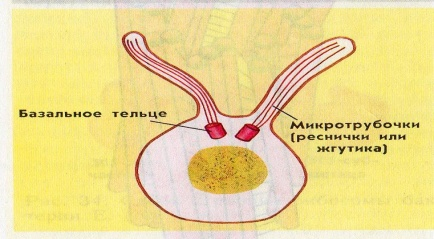 Базальное тельце
Микротрубочки
(реснички или
жгутика)